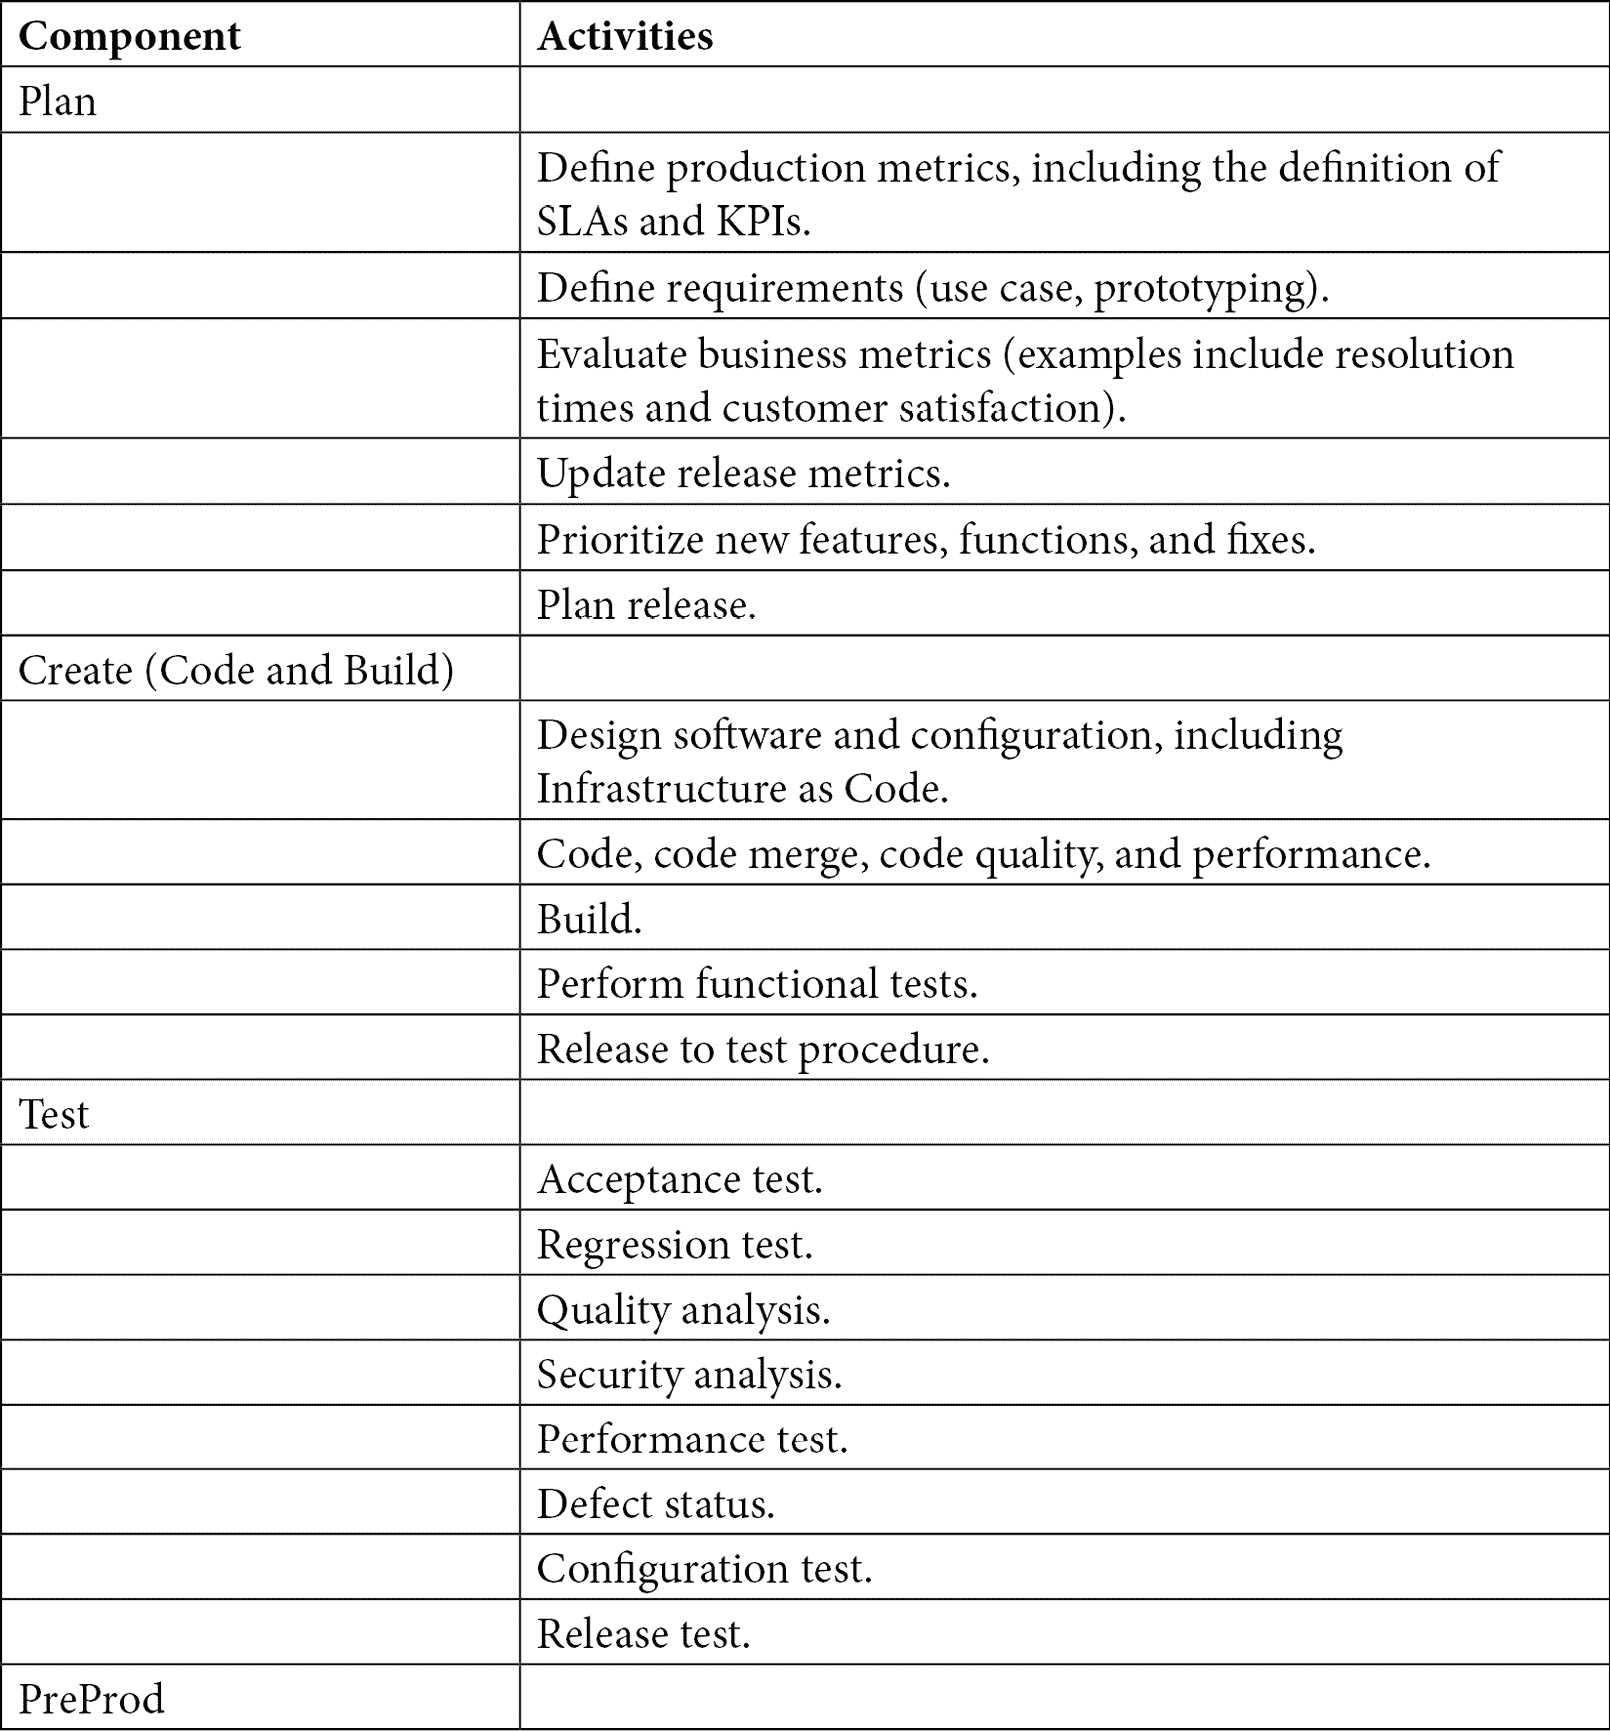 Component Activities
Plan
Define production metrics, including the definition of
SLAs and KPIs.
Define requirements (use case, prototyping).
Evaluate business metrics (examples include resolution
times and customer satisfaction).
Update release metrics.
Prioritize new features, functions, and fixes.
Plan release.
Create (Code and Build)
Design software and configuration, including
Infrastructure as Code.
Code, code merge, code quality, and performance.
Build.
Perform functional tests.
Release to test procedure.
Test
Acceptance test.
Regression test.
Quality analysis.
Security analysis.
Performance test.
Defect status.
Configuration test.
Release test.
PreProd